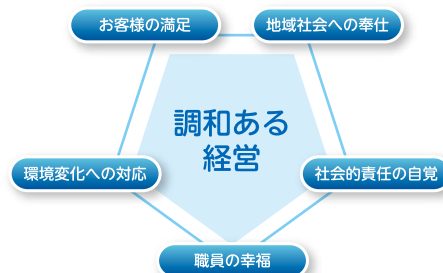 お客様の満足
地域社会への奉仕
調和ある
経営
環境変化への対応
社会的責任の自覚
職員の幸福